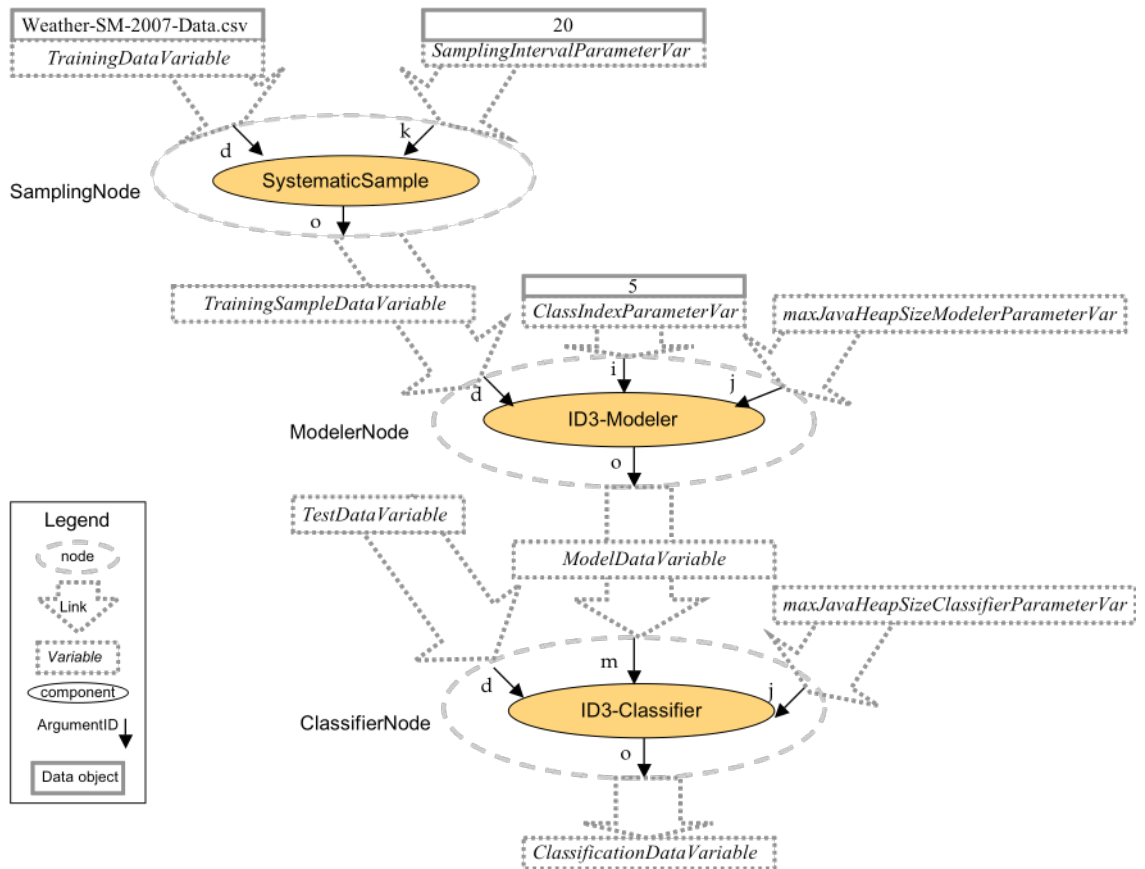 Weather-SM-2007-Data.csv
20
TrainingDataVariable
SamplingIntervalParameterVar
d
k
SystematicSample
SamplingNode
o
TrainingSampleDataVariable
5
ClassIndexParameterVar
maxJavaHeapSizeModelerParameterVar
d
i
j
ID3-Modeler
ModelerNode
o
TestDataVariable
ModelDataVariable
maxJavaHeapSizeClassifierParameterVar
d
m
j
ID3-Classifier
ClassifierNode
o
ClassificationDataVariable
Legend
node
Link
Variable
component
ArgumentID
Data object